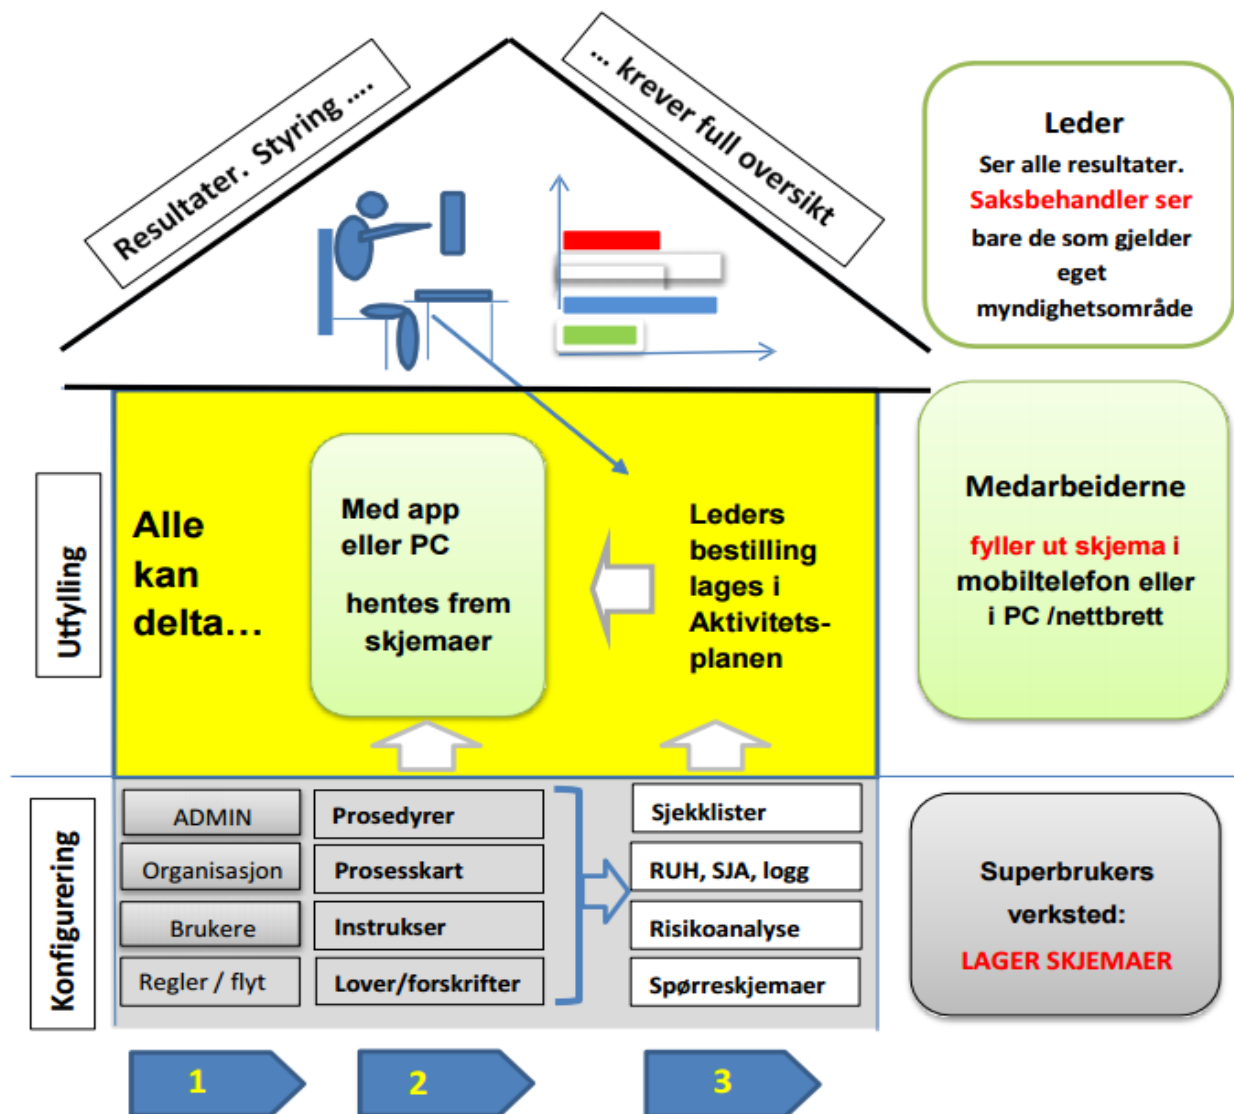 Resultater. Styring ....
... krever full oversikt
Leder
Ser alle resultater.
Saksbehandler ser
bare de som gjelder
eget
myndighetsområde
Utfylling
Alle
kan
delta…
Med app
eller PC
hentes frem
skjemaer
Leders
bestilling
lages i
Aktivitets-
planen
Medarbeiderne
fyller ut skjema i
mobiltelefon eller
i PC /nettbrett
Konfigurering
ADMIN
Organisasjon
Brukere
Regler / flyt
Prosedyrer
Prosesskart
Instrukser
Lover/forskrifter
Sjekklister
RUH, SJA, logg
Risikoanalyse
Spørreskjemaer
Superbrukers
verksted:
LAGER SKJEMAER
1
2
3